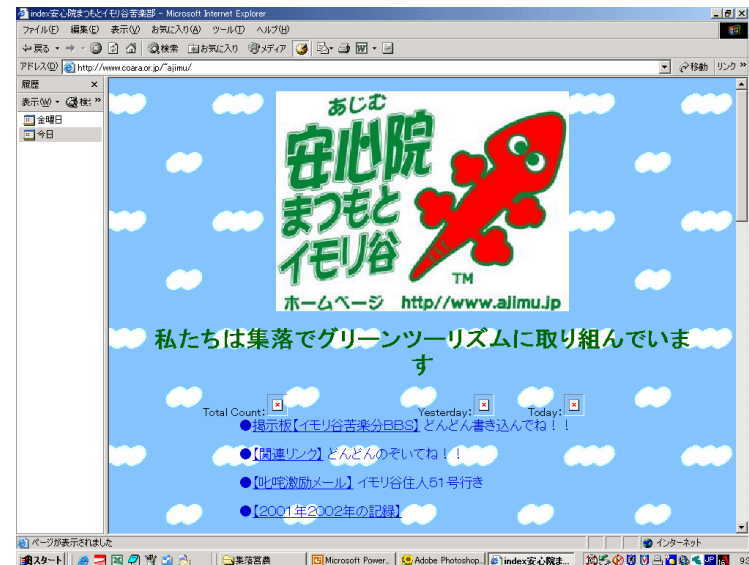 index安心院まつもとイモリ谷苦楽部 - Microsoft Internet Explorer
ファイル(F) 編集(E) 表示(V) お気に入り(A) ツール(T) ヘルプ(H)
戻る 検索 お気に入り メディア
アドレス(D) http://www.coara.or.jp/~ajimu/ 移動 リンク »
履歴 ×
表示(W) 検 »
金曜日
今日
あじむ
安心院
まつもと
イモリ谷
TM
ホームページ http//www.ajimu.jp
私たちは集落でグリーンツーリズムに取り組んでいま
す
Total Count: Yesterday: Today:
●掲示板【イモリ谷苦楽分BBS】どんどん書き込んでね！！
●【関連リンク】どんどんのぞいてね！！
●【叱咤激励メール】イモリ谷住人51号行き
●【2001年2002年の記録】
ページが表示されました インターネット
スタート 集落営農 Microsoft Power... Adobe Photoshop... index安心院ま... JP